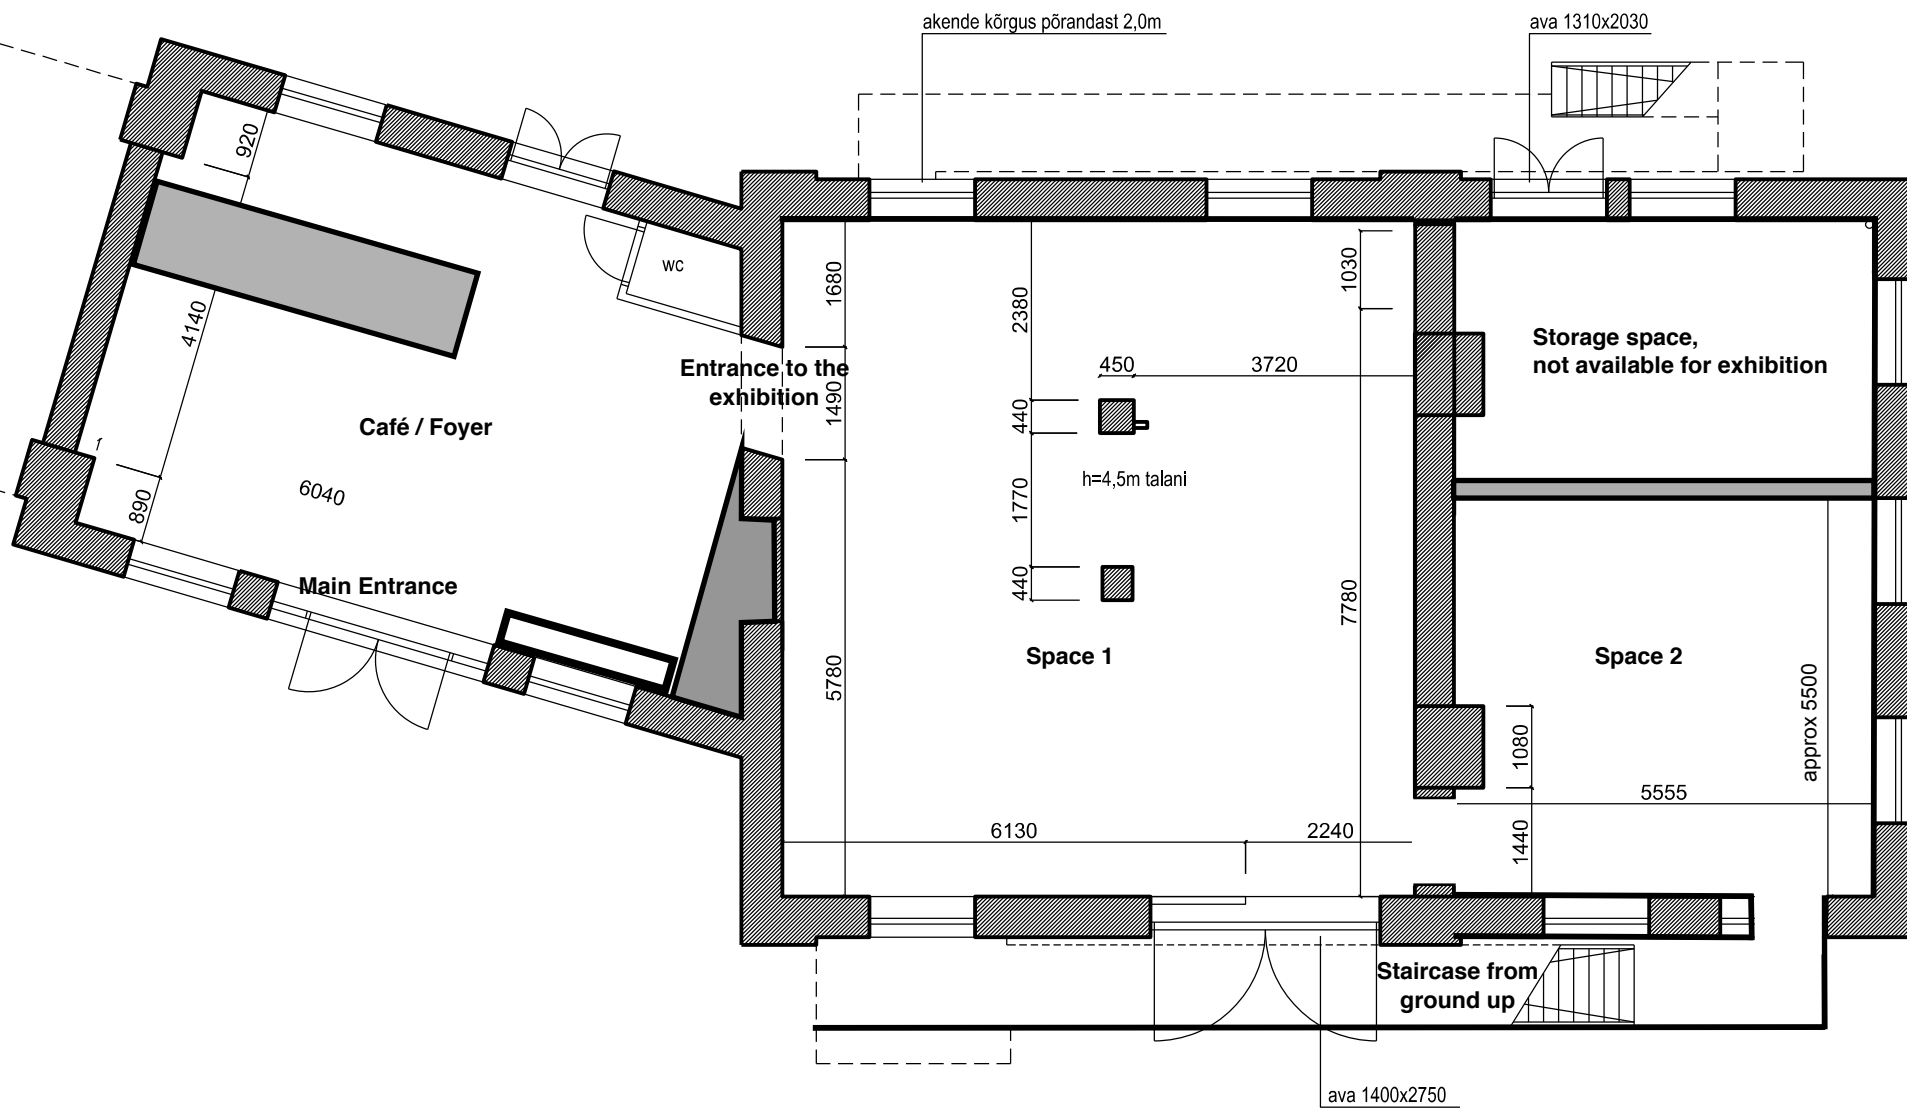 akende kõrgus põrandast 2,0m
ava 1310x2030
920
4140
890
6040
wc
Café / Foyer
Main Entrance
Entrance to the
exhibition
1680
1490
5780
2380
440
1770
440
450
3720
h=4,5m talani
1030
7780
Space 1
6130
2240
Storage space,
not available for exhibition
Space 2
1080
1440
5555
approx 5500
Staircase from
ground up
ava 1400x2750